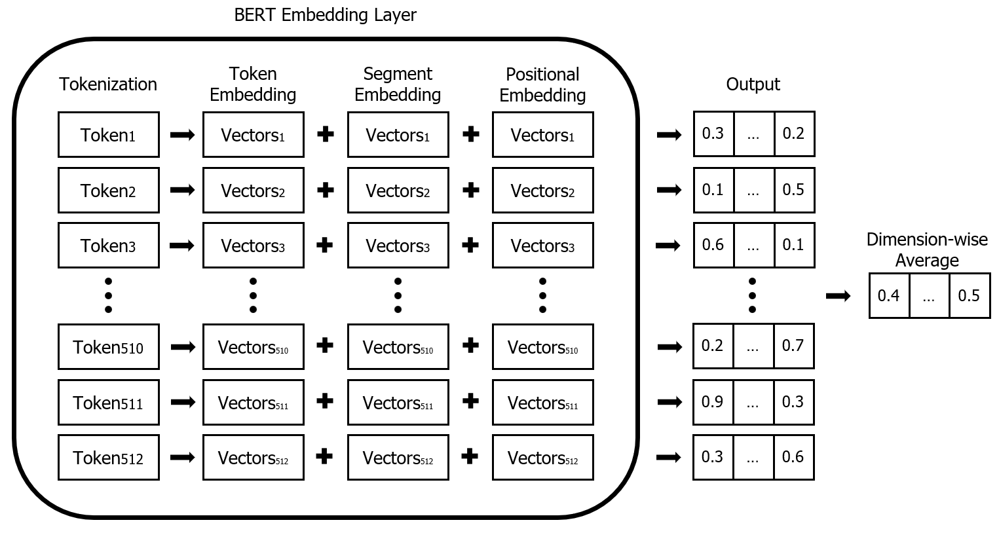 BERT Embedding Layer
Tokenization
Token
Embedding
Segment
Embedding
Positional
Embedding
Output
Token1 Vectors1 Vectors1 Vectors1 0.3 ... 0.2
Token2 Vectors2 Vectors2 Vectors2 0.1 ... 0.5
Token3 Vectors3 Vectors3 Vectors3 0.6 ... 0.1
Dimension-wise
Average
0.4 ... 0.5
Token510 Vectors510 Vectors510 Vectors510 0.2 ... 0.7
Token511 Vectors511 Vectors511 Vectors511 0.9 ... 0.3
Token512 Vectors512 Vectors512 Vectors512 0.3 ... 0.6